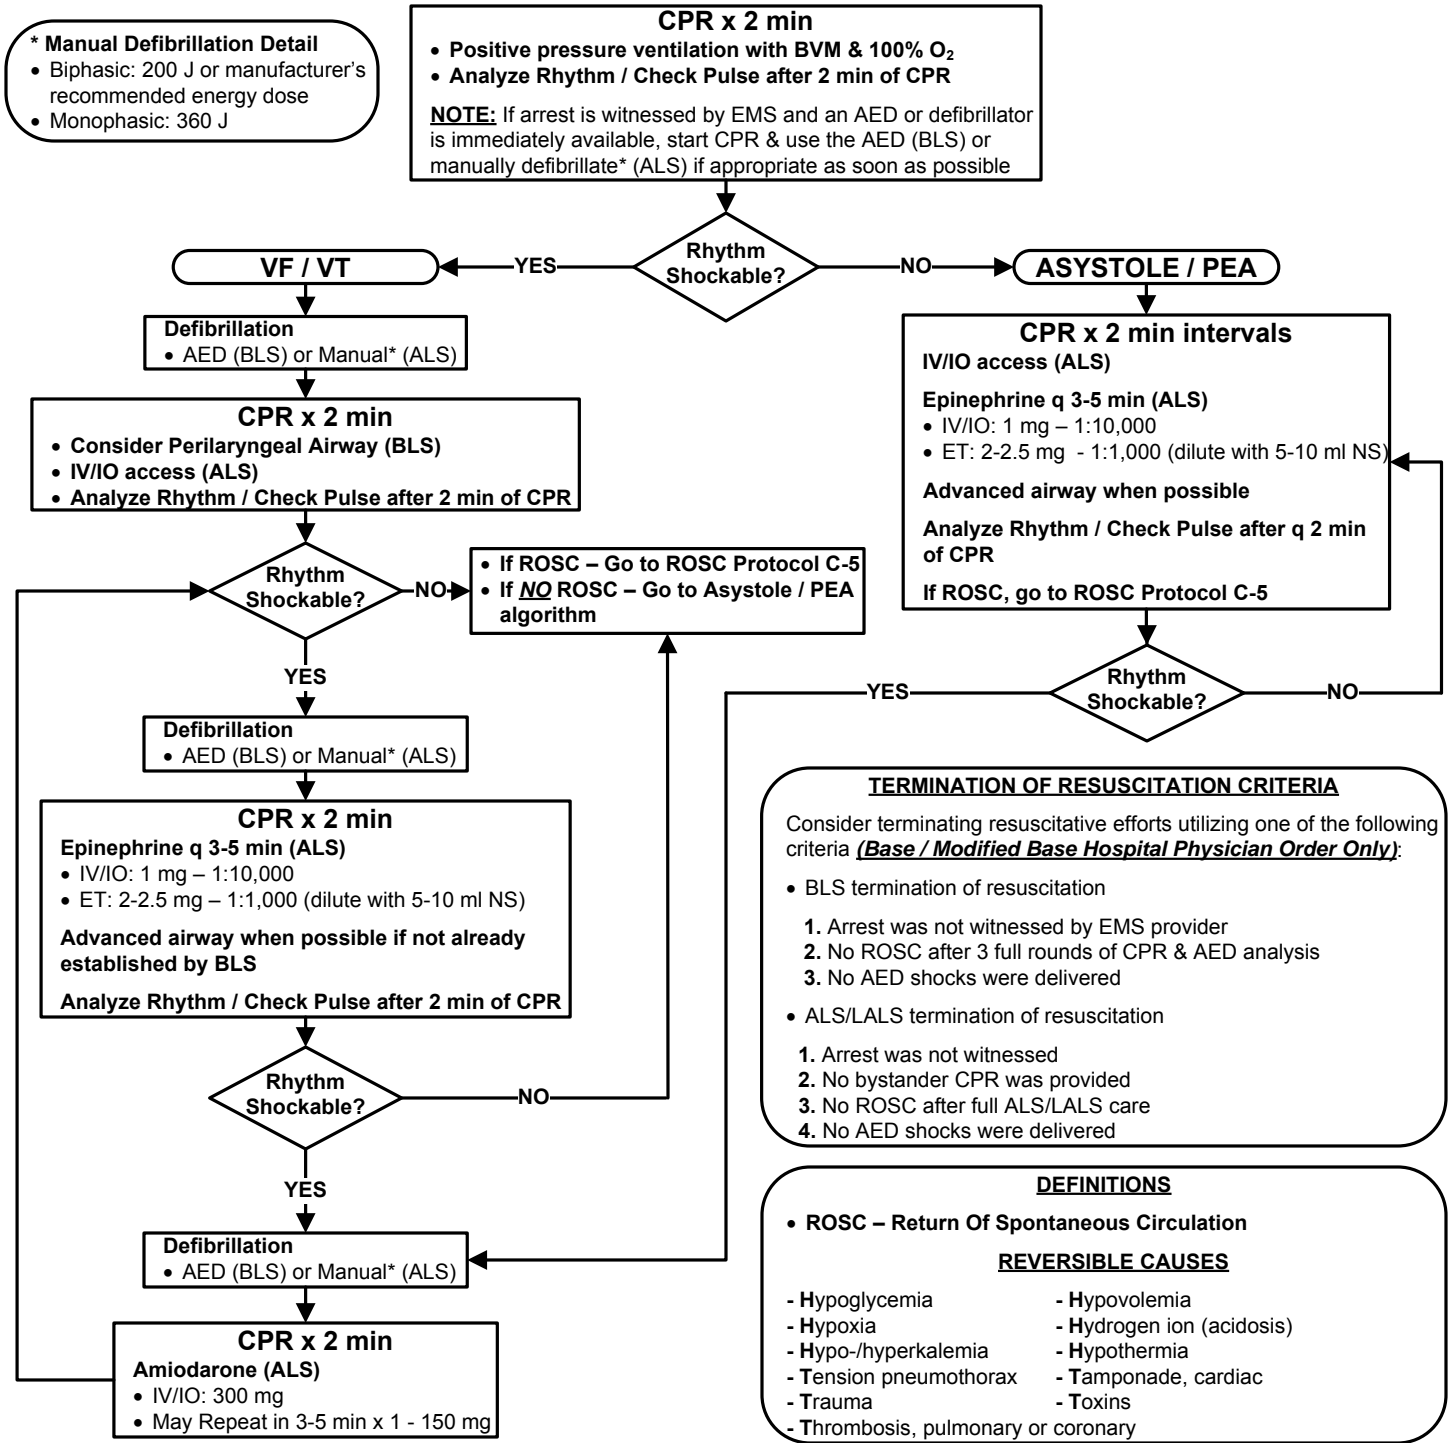 * Manual Defibrillation Detail
• Biphasic: 200 J or manufacturer's
recommended energy dose
• Monophasic: 360 J
CPR x 2 min
• Positive pressure ventilation with BVM & 100% O₂
• Analyze Rhythm / Check Pulse after 2 min of CPR
NOTE: If arrest is witnessed by EMS and an AED or defibrillator
is immediately available, start CPR & use the AED (BLS) or
manually defibrillate* (ALS) if appropriate as soon as possible
Rhythm
Shockable?
YES
NO
VF / VT
Defibrillation
• AED (BLS) or Manual* (ALS)
CPR x 2 min
• Consider Perilaryngeal Airway (BLS)
• IV/IO access (ALS)
• Analyze Rhythm / Check Pulse after 2 min of CPR
Rhythm
Shockable?
NO
• If ROSC – Go to ROSC Protocol C-5
• If NO ROSC – Go to Asystole / PEA
algorithm
YES
Defibrillation
• AED (BLS) or Manual* (ALS)
CPR x 2 min
Epinephrine q 3-5 min (ALS)
• IV/IO: 1 mg – 1:10,000
• ET: 2-2.5 mg – 1:1,000 (dilute with 5-10 ml NS)
Advanced airway when possible if not already
established by BLS
Analyze Rhythm / Check Pulse after 2 min of CPR
Rhythm
Shockable?
NO
YES
Defibrillation
• AED (BLS) or Manual* (ALS)
CPR x 2 min
Amiodarone (ALS)
• IV/IO: 300 mg
• May Repeat in 3-5 min x 1 - 150 mg
ASYSTOLE / PEA
CPR x 2 min intervals
IV/IO access (ALS)
Epinephrine q 3-5 min (ALS)
• IV/IO: 1 mg – 1:10,000
• ET: 2-2.5 mg - 1:1,000 (dilute with 5-10 ml NS)
Advanced airway when possible
Analyze Rhythm / Check Pulse after q 2 min
of CPR
If ROSC, go to ROSC Protocol C-5
Rhythm
Shockable?
YES
NO
TERMINATION OF RESUSCITATION CRITERIA
Consider terminating resuscitative efforts utilizing one of the following
criteria (Base / Modified Base Hospital Physician Order Only):
• BLS termination of resuscitation
1. Arrest was not witnessed by EMS provider
2. No ROSC after 3 full rounds of CPR & AED analysis
3. No AED shocks were delivered
• ALS/LALS termination of resuscitation
1. Arrest was not witnessed
2. No bystander CPR was provided
3. No ROSC after full ALS/LALS care
4. No AED shocks were delivered
DEFINITIONS
• ROSC – Return Of Spontaneous Circulation
REVERSIBLE CAUSES
- Hypoglycemia - Hypovolemia
- Hypoxia - Hydrogen ion (acidosis)
- Hypo-/hyperkalemia - Hypothermia
- Tension pneumothorax - Tamponade, cardiac
- Trauma - Toxins
- Thrombosis, pulmonary or coronary